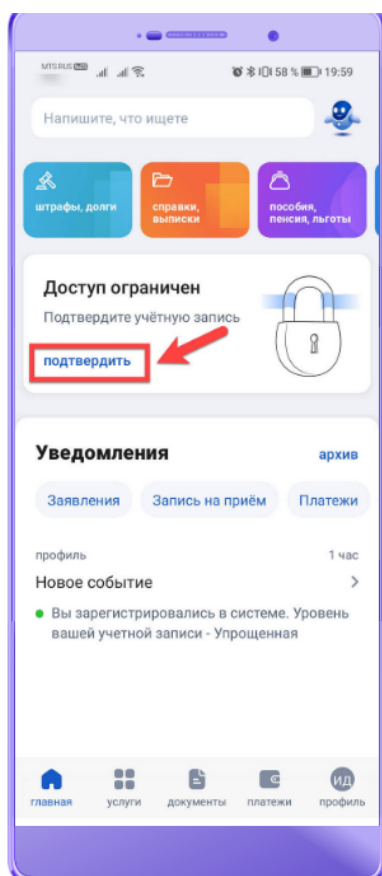 MTS RUS 58 % 19:59
Напишите, что ищете
штрафы, долги
справки,
выписки
пособия,
пенсия, льготы
Доступ ограничен
Подтвердите учётную запись
подтвердить
Уведомления архив
Заявления Запись на приём Платежи
профиль 1 час
Новое событие
Вы зарегистрировались в системе. Уровень
вашей учетной записи - Упрощенная
главная услуги документы платежи профиль
ИД